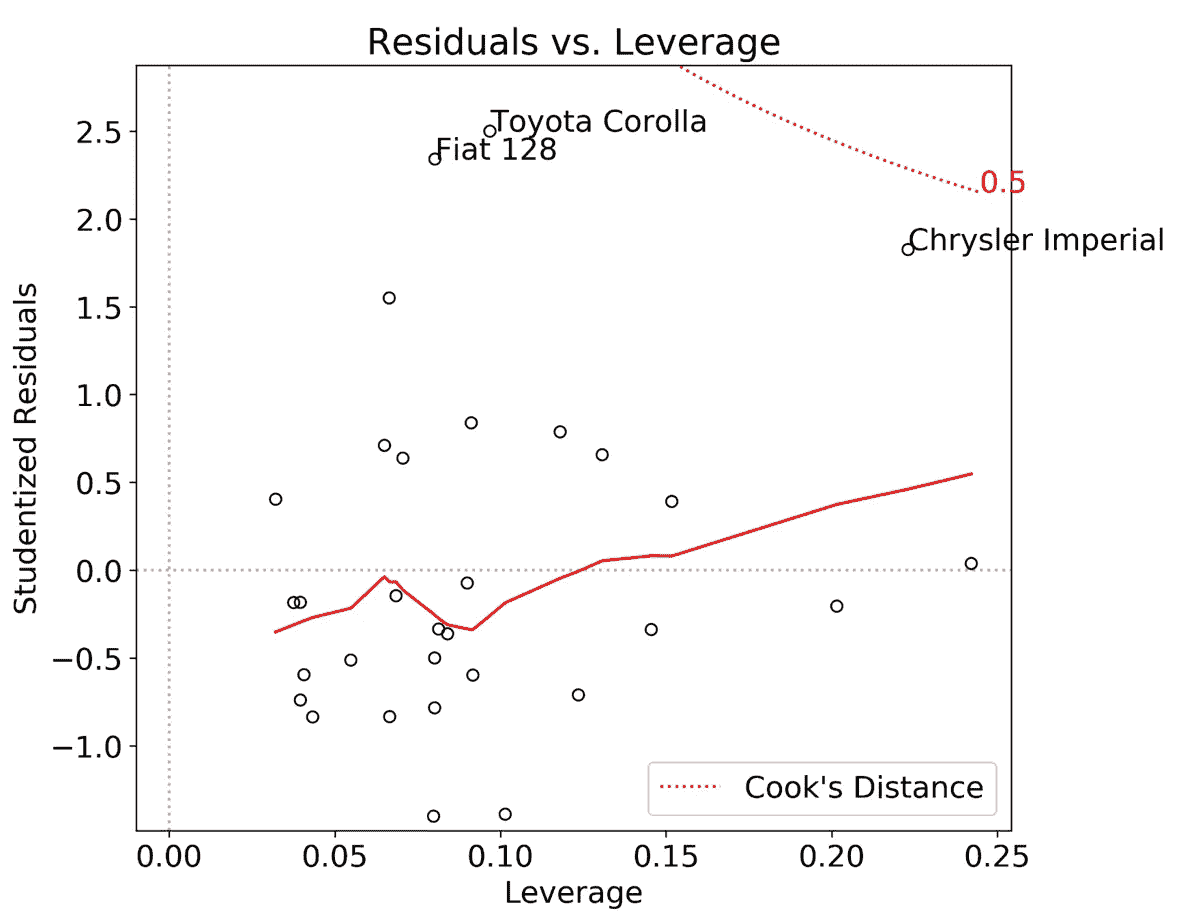 Residuals vs. Leverage
Toyota Corolla
Fiat 128
0.5
Chrysler Imperial
2.5
2.0
1.5
1.0
0.5
0.0
−0.5
−1.0
Studentized Residuals
Cook's Distance
0.00 0.05 0.10 0.15 0.20 0.25
Leverage